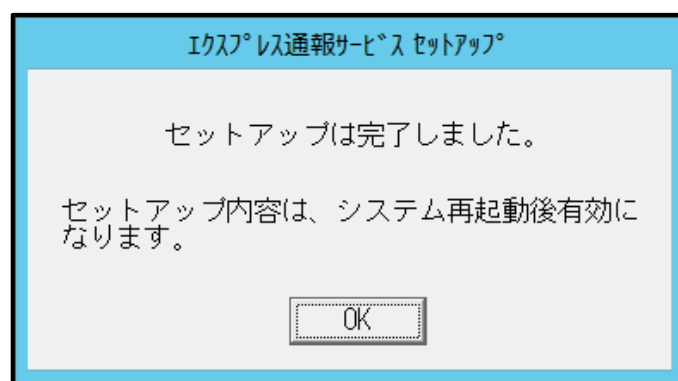 ｴｸｽﾌﾟﾚｽ通報ｻｰﾋﾞｽ ｾｯﾄｱｯﾌﾟ
セットアップは完了しました。
セットアップ内容は、システム再起動後有効に
なります。
OK